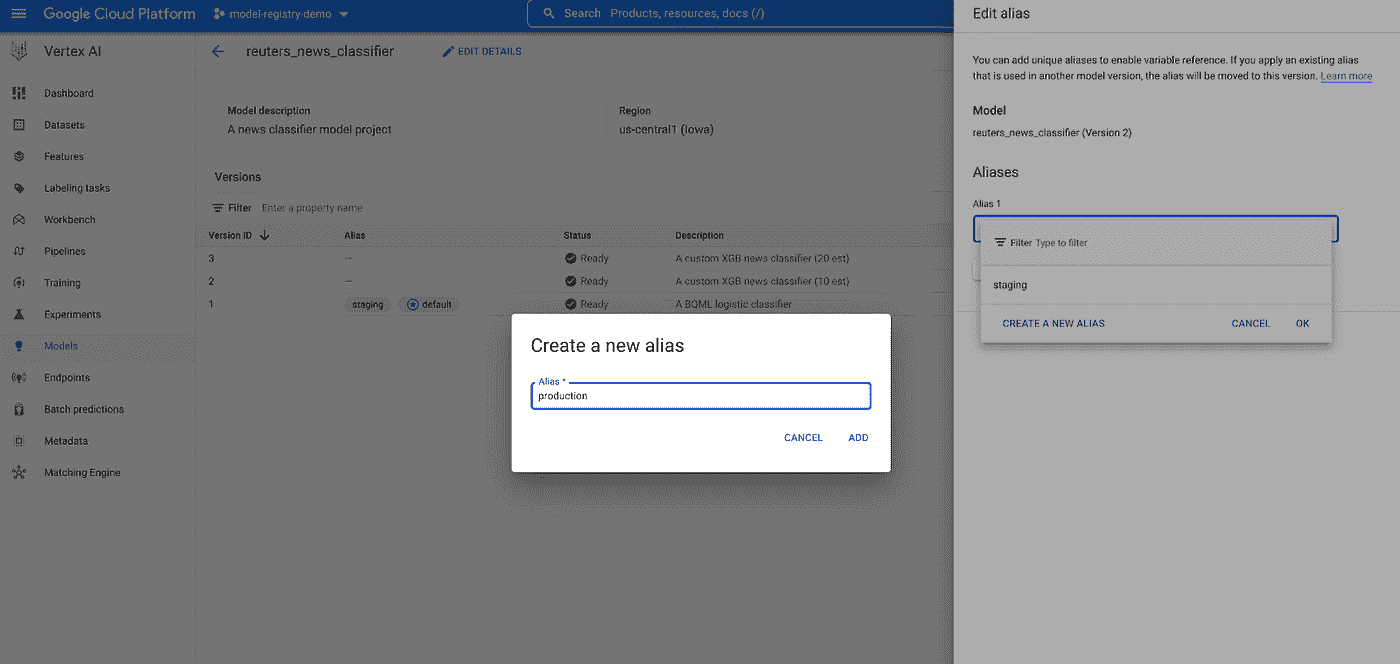 Google Cloud Platform
model-registry-demo
Search Products, resources, docs (/)
Vertex AI
Dashboard
Datasets
Features
Labeling tasks
Workbench
Pipelines
Training
Experiments
Models
Endpoints
Batch predictions
Metadata
Matching Engine
reuters_news_classifier
EDIT DETAILS
Model description
A news classifier model project
Region
us-central1 (Iowa)
Versions
Filter Enter a property name
Version ID Alias Status Description
3 -- Ready A custom XGB news classifier (20 est)
2 -- Ready A custom XGB news classifier (10 est)
1 staging default Ready A BQML logistic classifier
Create a new alias
Alias *
production
CANCEL ADD
Edit alias
You can add unique aliases to enable variable reference. If you apply an existing alias
that is used in another model version, the alias will be moved to this version. Learn more
Model
reuters_news_classifier (Version 2)
Aliases
Alias 1
Filter Type to filter
staging
CREATE A NEW ALIAS CANCEL OK